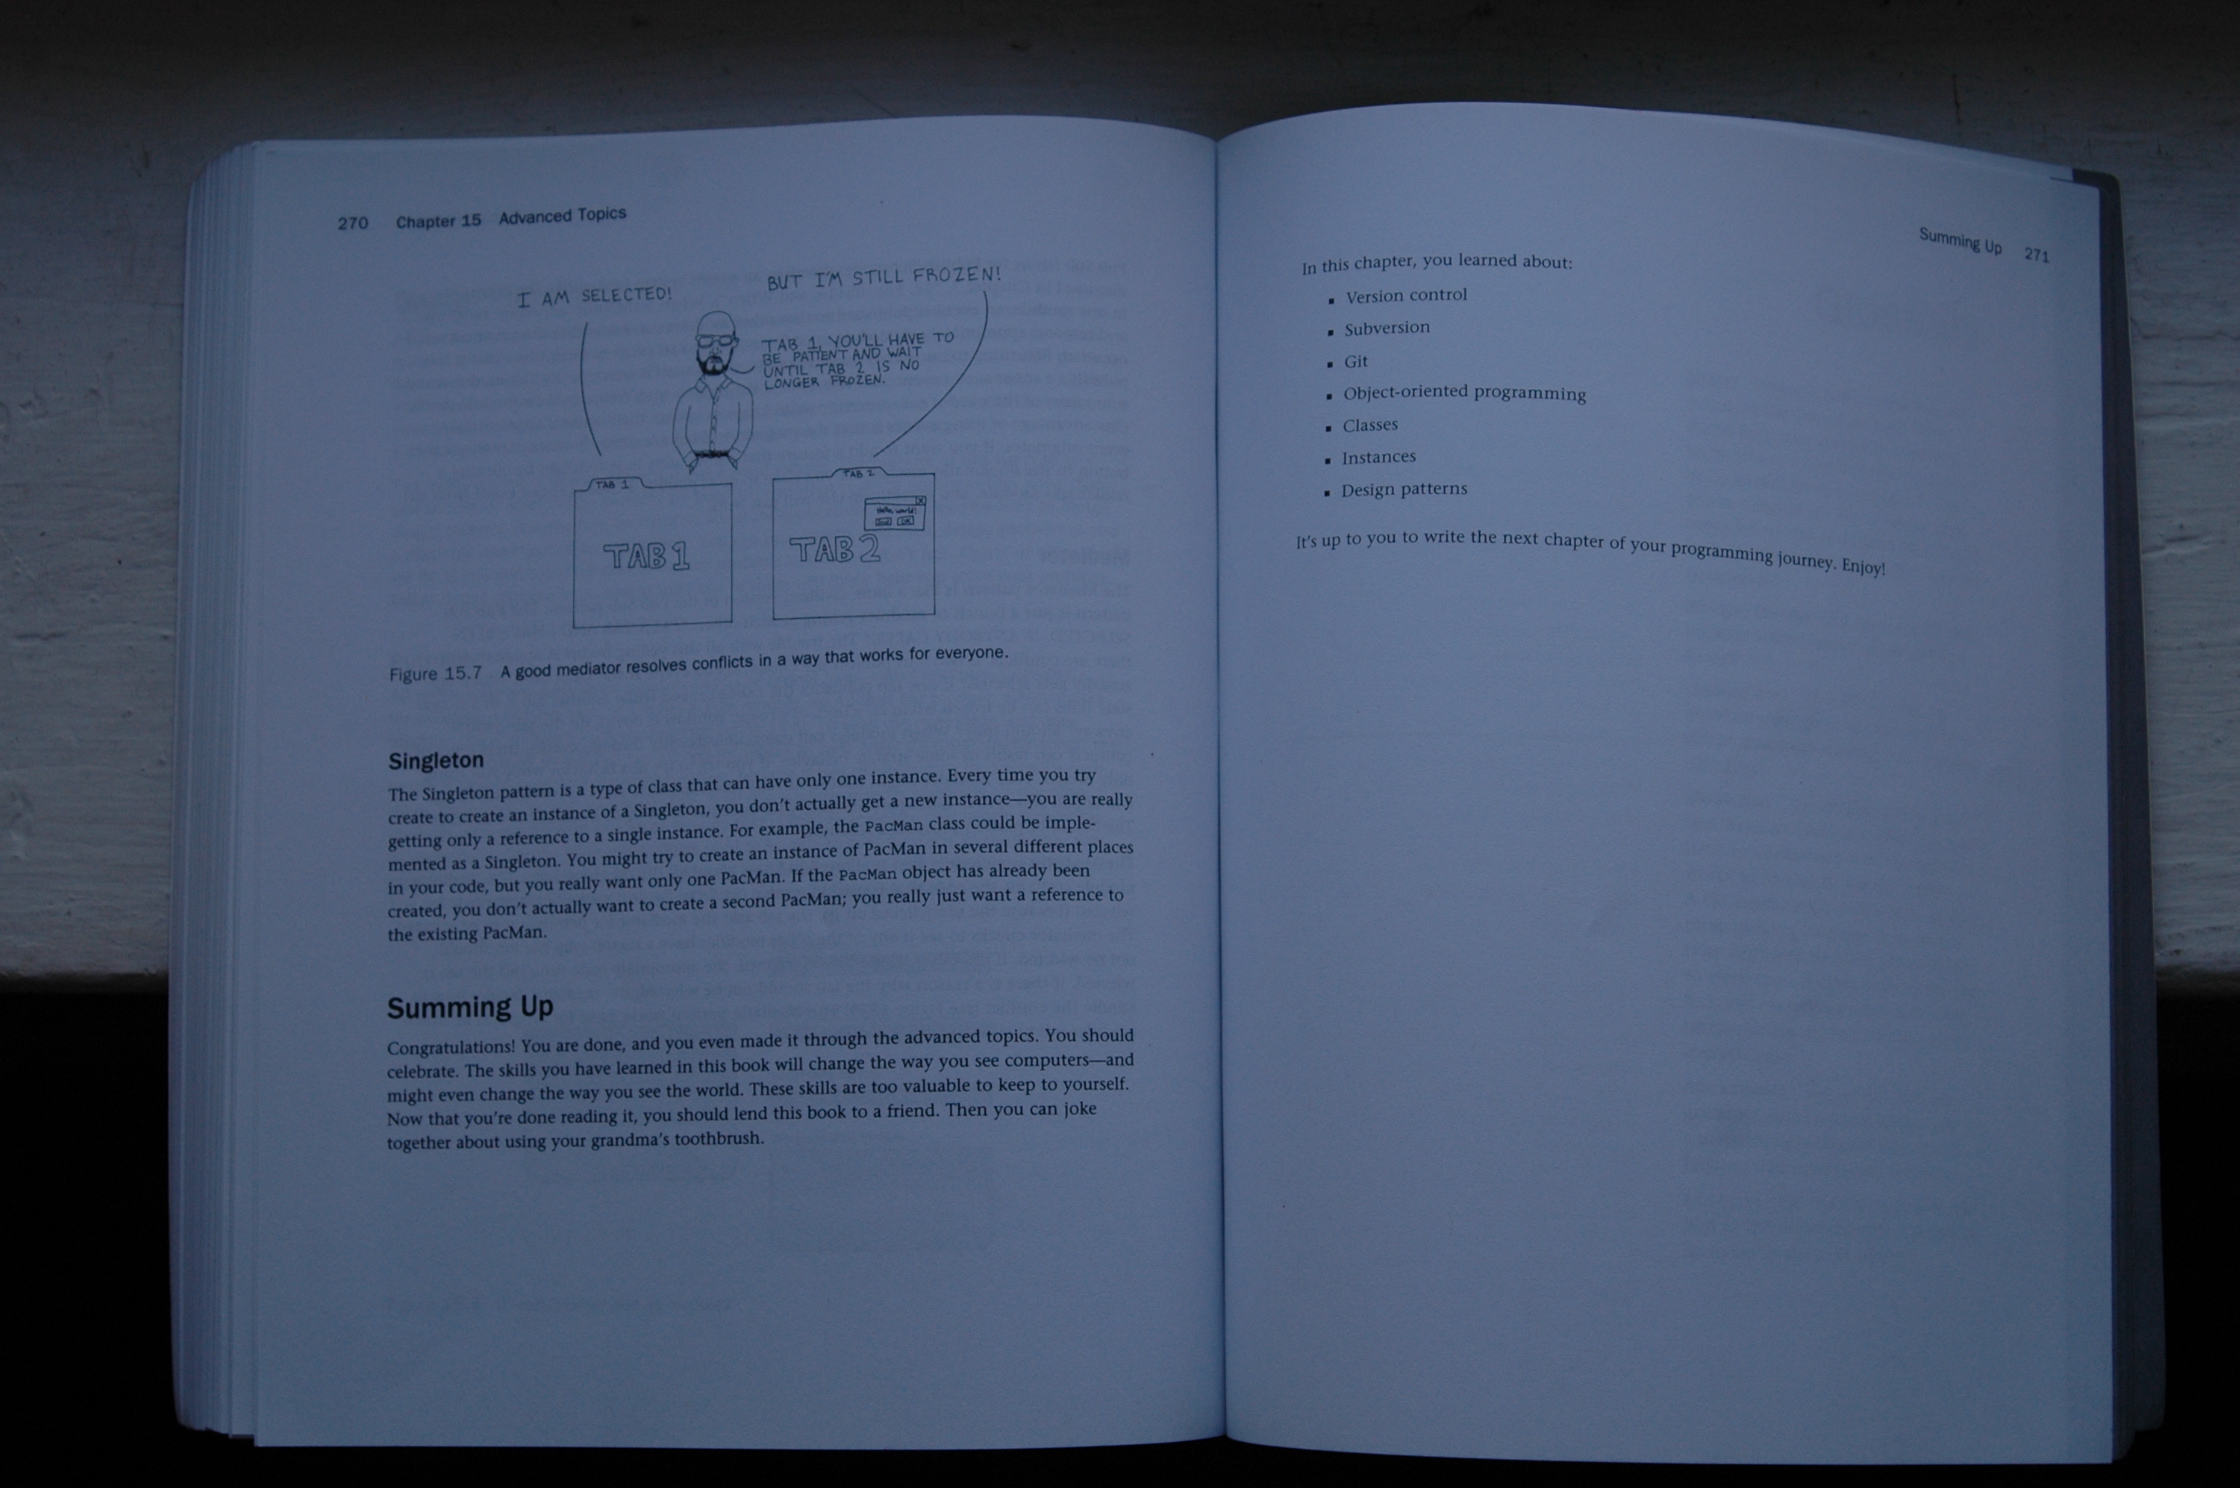 270 Chapter 15 Advanced Topics
I AM SELECTED!
BUT I'M STILL FROZEN!
TAB 1, YOU'LL HAVE TO
BE PATIENT AND WAIT
UNTIL TAB 2 IS NO
LONGER FROZEN.
TAB 1
TAB 2
Hello, world!
OK
TAB 1
TAB 2
Figure 15.7 A good mediator resolves conflicts in a way that works for everyone.
Singleton
The Singleton pattern is a type of class that can have only one instance. Every time you try
create to create an instance of a Singleton, you don't actually get a new instance—you are really
getting only a reference to a single instance. For example, the PacMan class could be imple-
mented as a Singleton. You might try to create an instance of PacMan in several different places
in your code, but you really want only one PacMan. If the PacMan object has already been
created, you don't actually want to create a second PacMan; you really just want a reference to
the existing PacMan.
Summing Up
Congratulations! You are done, and you even made it through the advanced topics. You should
celebrate. The skills you have learned in this book will change the way you see computers—and
might even change the way you see the world. These skills are too valuable to keep to yourself.
Now that you're done reading it, you should lend this book to a friend. Then you can joke
together about using your grandma's toothbrush.
Summing Up 271
In this chapter, you learned about:
▪ Version control
▪ Subversion
▪ Git
▪ Object-oriented programming
▪ Classes
▪ Instances
▪ Design patterns
It's up to you to write the next chapter of your programming journey. Enjoy!